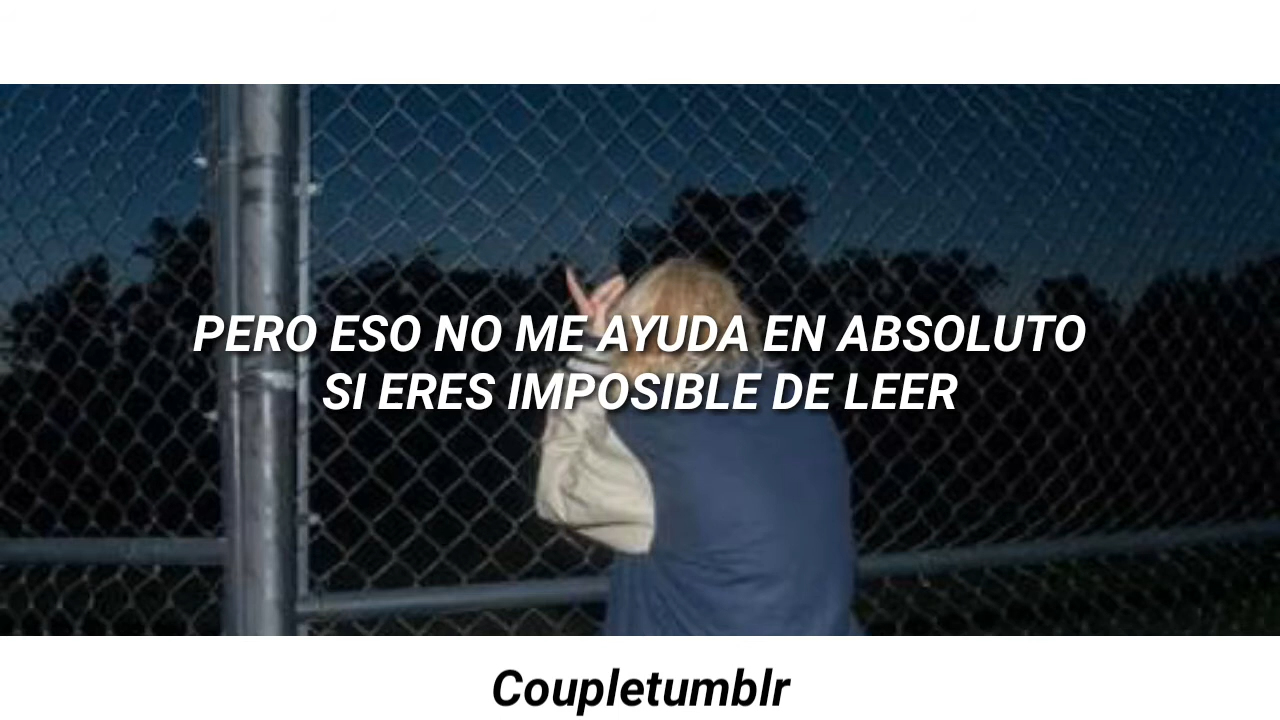 PERO ESO NO ME AYUDA EN ABSOLUTO
SI ERES IMPOSIBLE DE LEER
Coupletumblr